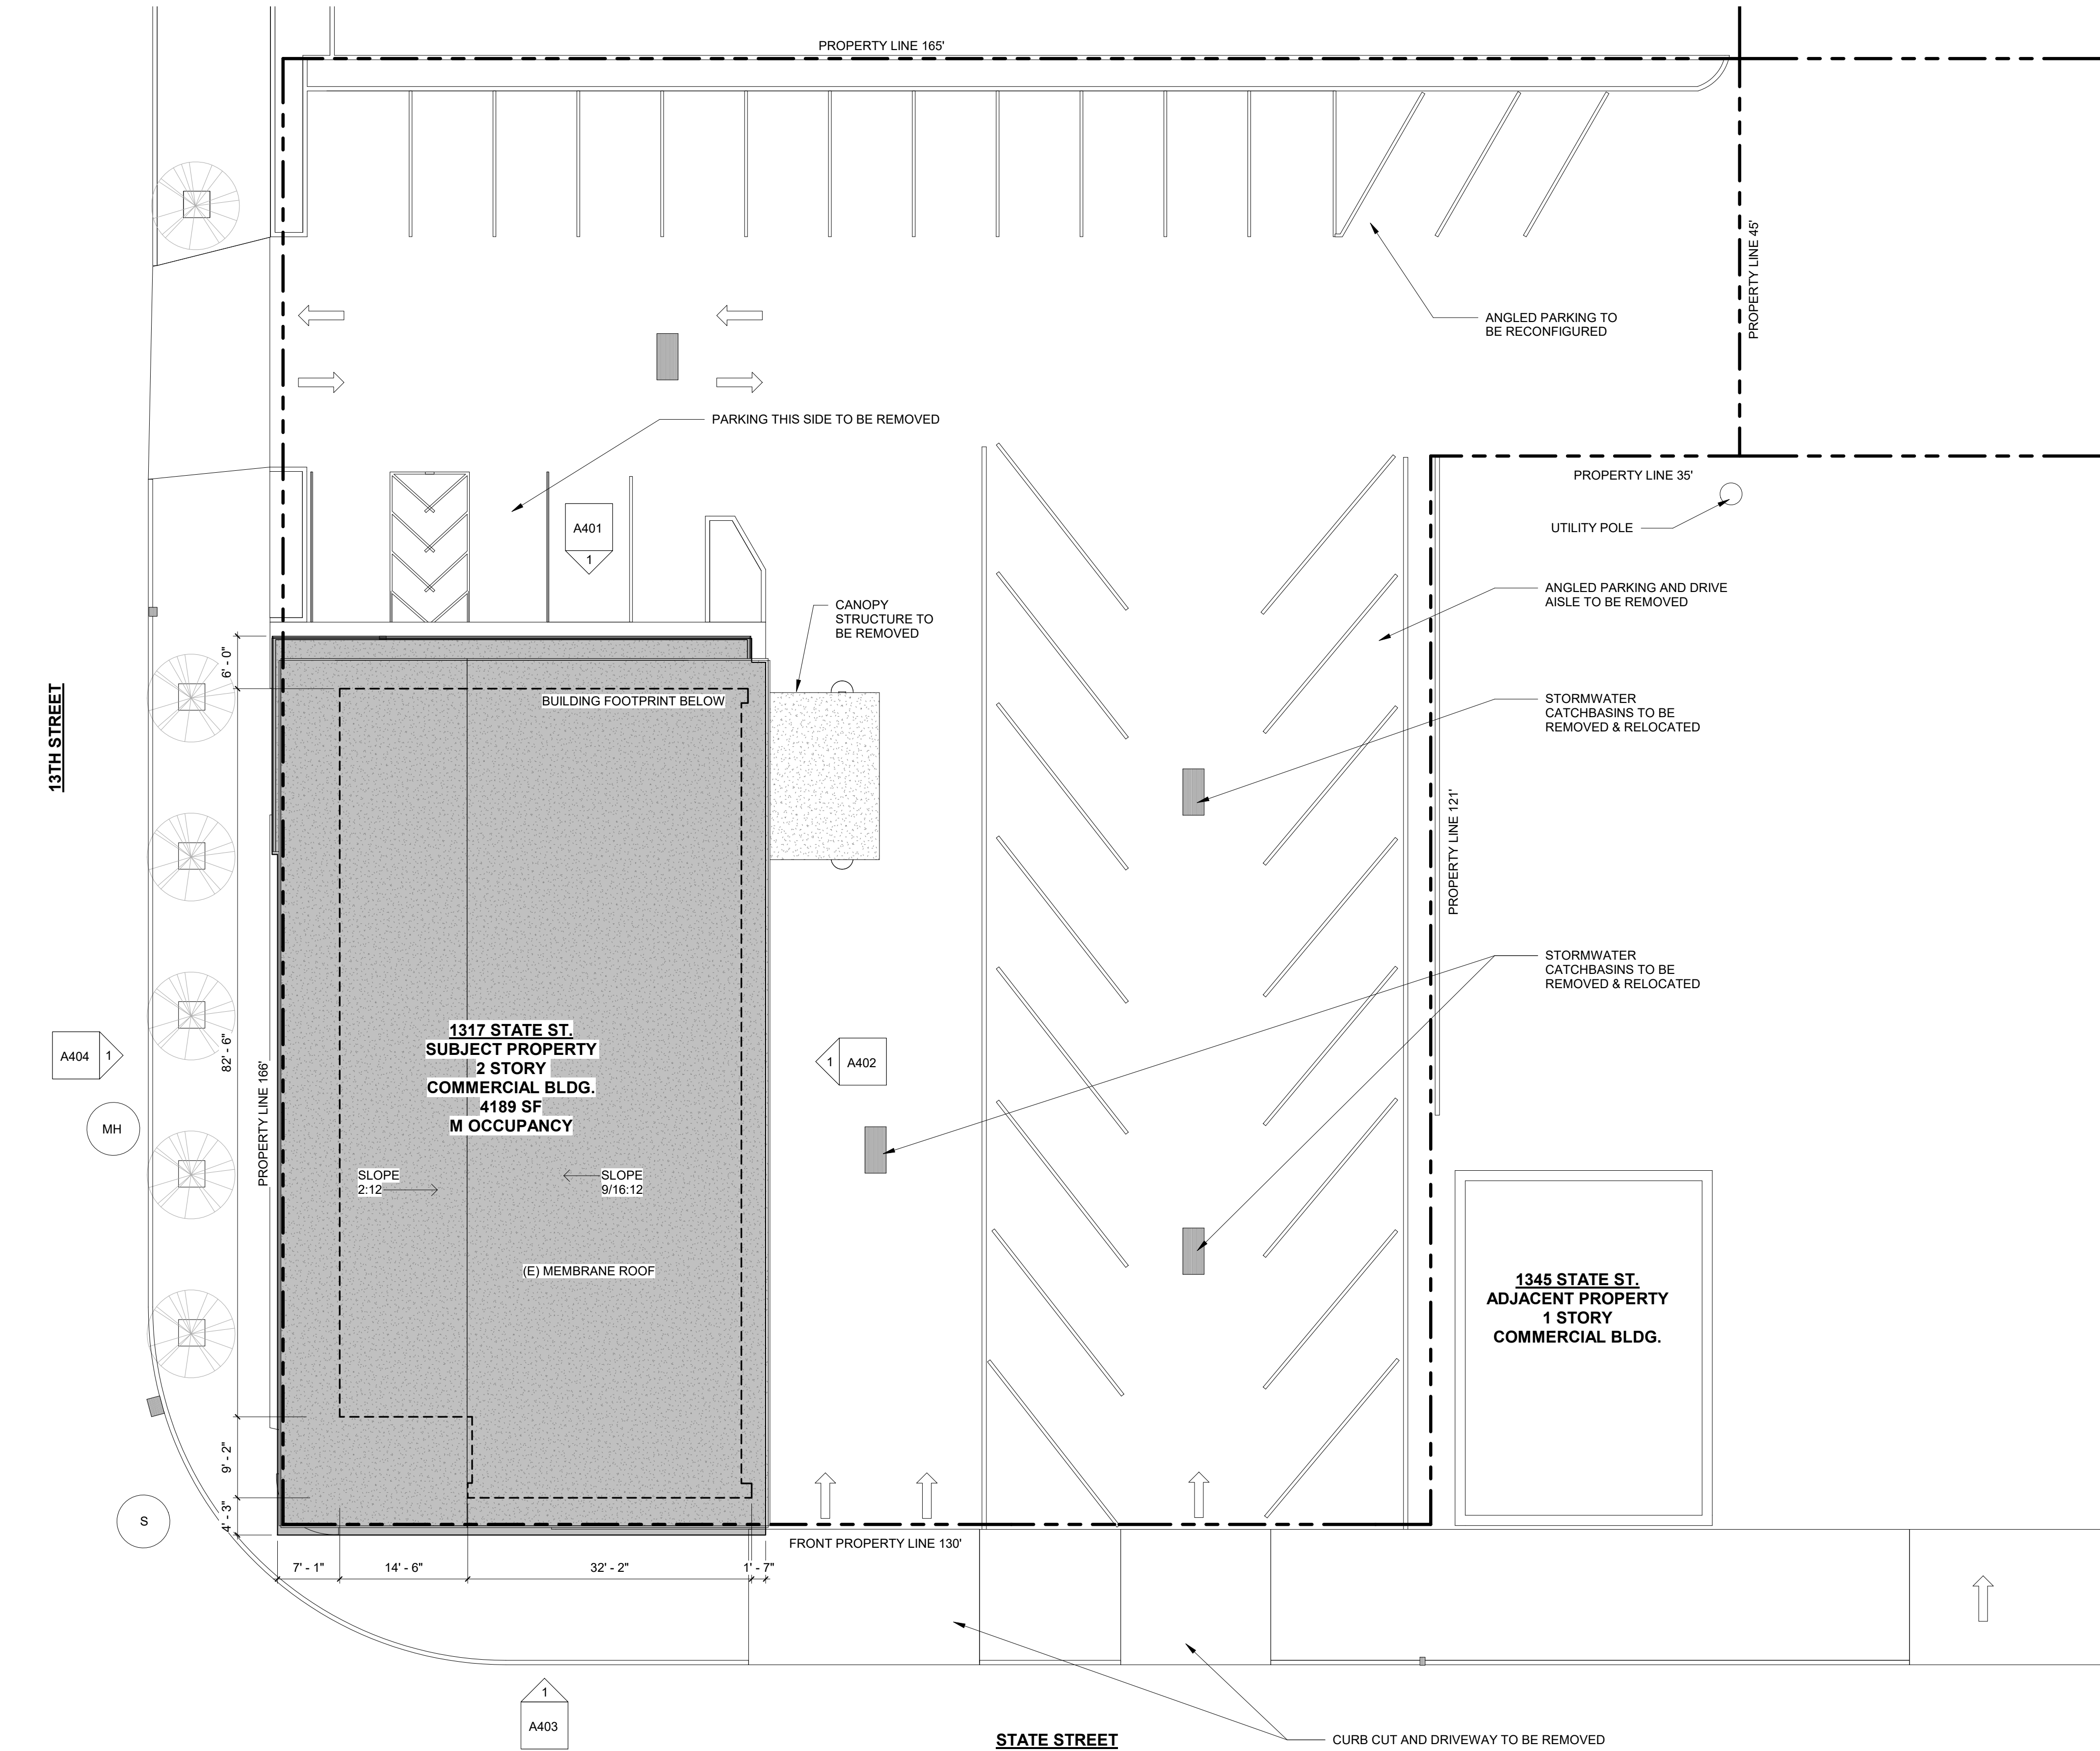 PROPERTY LINE 165'
PROPERTY LINE 45'
ANGLED PARKING TO
BE RECONFIGURED
PARKING THIS SIDE TO BE REMOVED
PROPERTY LINE 35'
UTILITY POLE
A401
1
ANGLED PARKING AND DRIVE
AISLE TO BE REMOVED
CANOPY
STRUCTURE TO
BE REMOVED
6' - 0"
BUILDING FOOTPRINT BELOW
STORMWATER
CATCHBASINS TO BE
REMOVED & RELOCATED
13TH STREET
PROPERTY LINE 121'
STORMWATER
CATCHBASINS TO BE
REMOVED & RELOCATED
1317 STATE ST.
SUBJECT PROPERTY
2 STORY
COMMERCIAL BLDG.
4189 SF
M OCCUPANCY
82' - 6"
A404
1
1
A402
PROPERTY LINE 166'
MH
SLOPE
2:12
SLOPE
9/16:12
(E) MEMBRANE ROOF
1345 STATE ST.
ADJACENT PROPERTY
1 STORY
COMMERCIAL BLDG.
9' - 2"
4' - 3"
S
FRONT PROPERTY LINE 130'
7' - 1"
14' - 6"
32' - 2"
1' - 7"
1
A403
STATE STREET
CURB CUT AND DRIVEWAY TO BE REMOVED